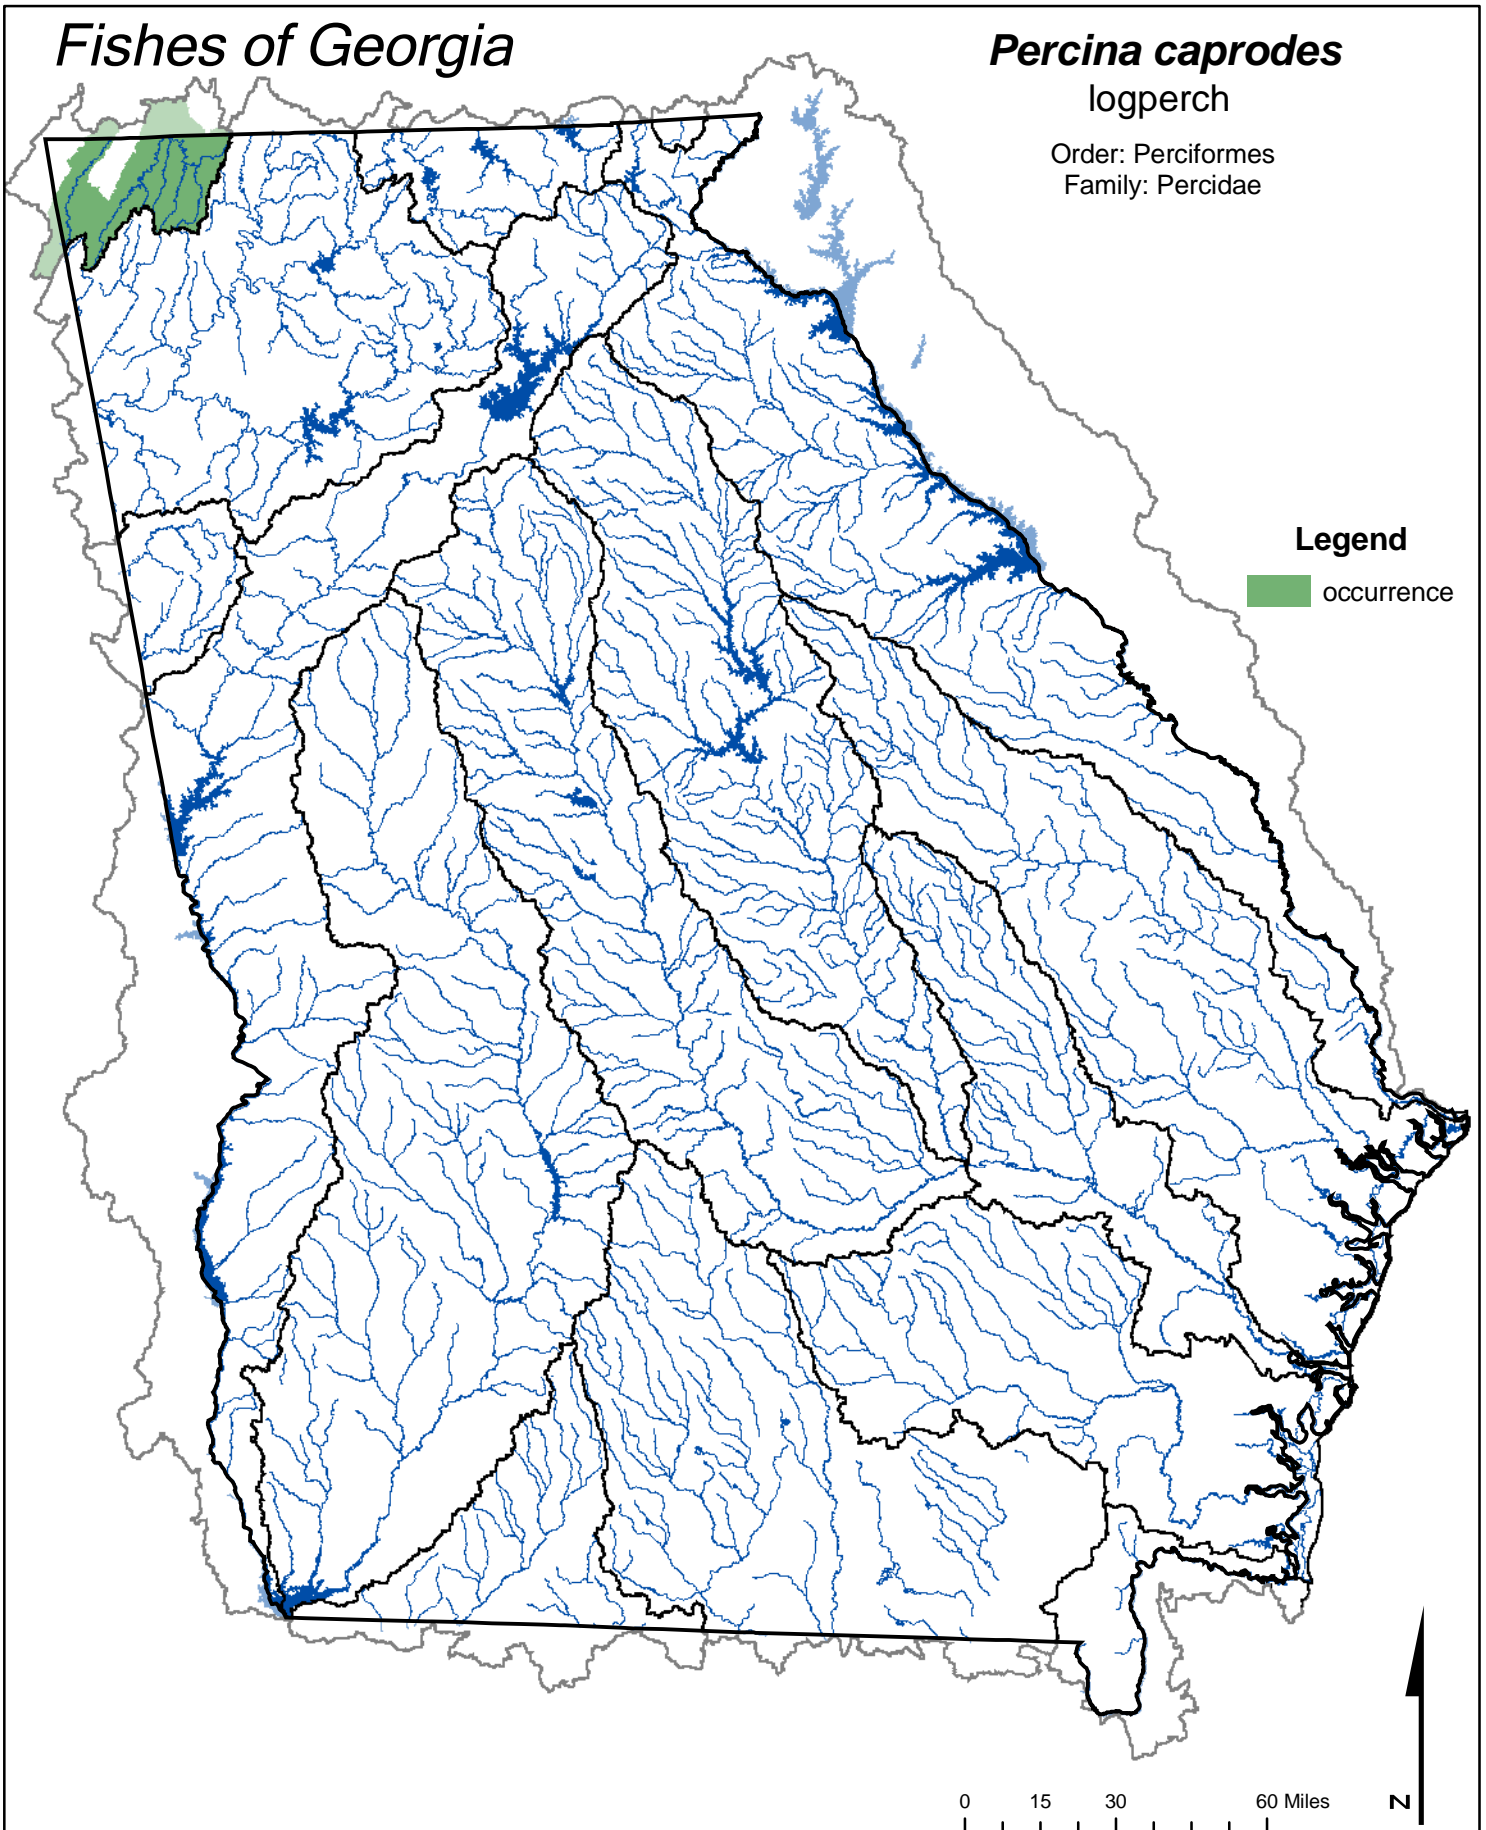 Fishes of Georgia
Percina caprodes
logperch
Order: Perciformes
Family: Percidae
Legend
occurrence
0 15 30 60 Miles
N